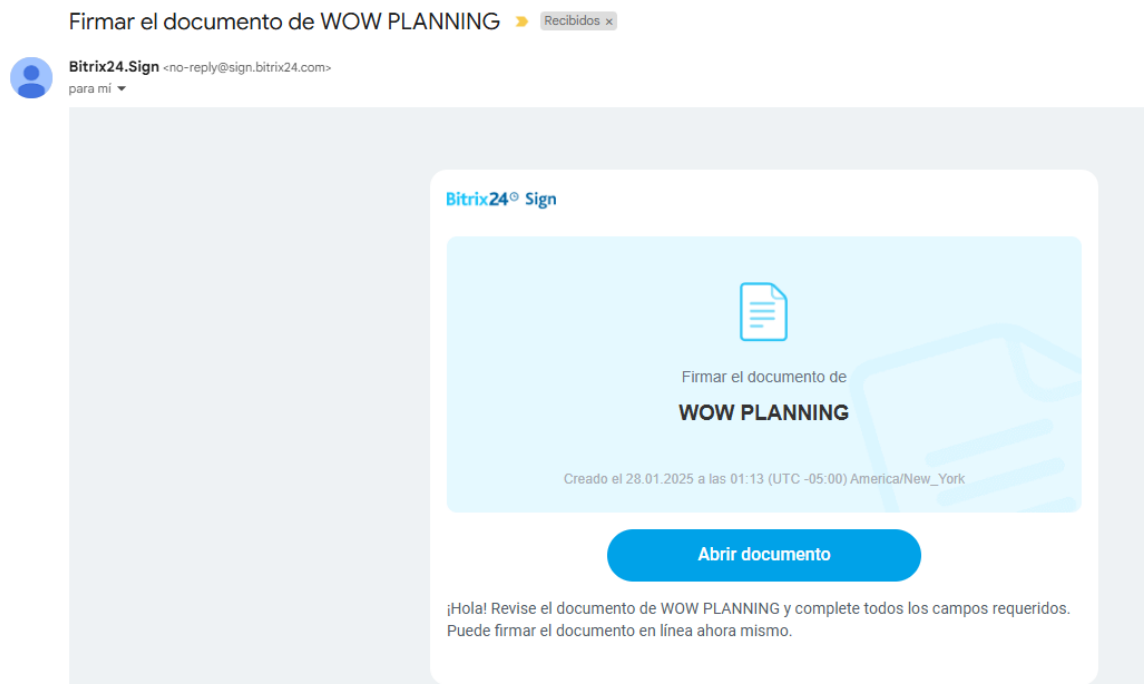 Firmar el documento de WOW PLANNING Recibidos ×
Bitrix24.Sign <no-reply@sign.bitrix24.com>
para mí
Bitrix24 Sign
Firmar el documento de
WOW PLANNING
Creado el 28.01.2025 a las 01:13 (UTC -05:00) America/New_York
Abrir documento
¡Hola! Revise el documento de WOW PLANNING y complete todos los campos requeridos.
Puede firmar el documento en línea ahora mismo.